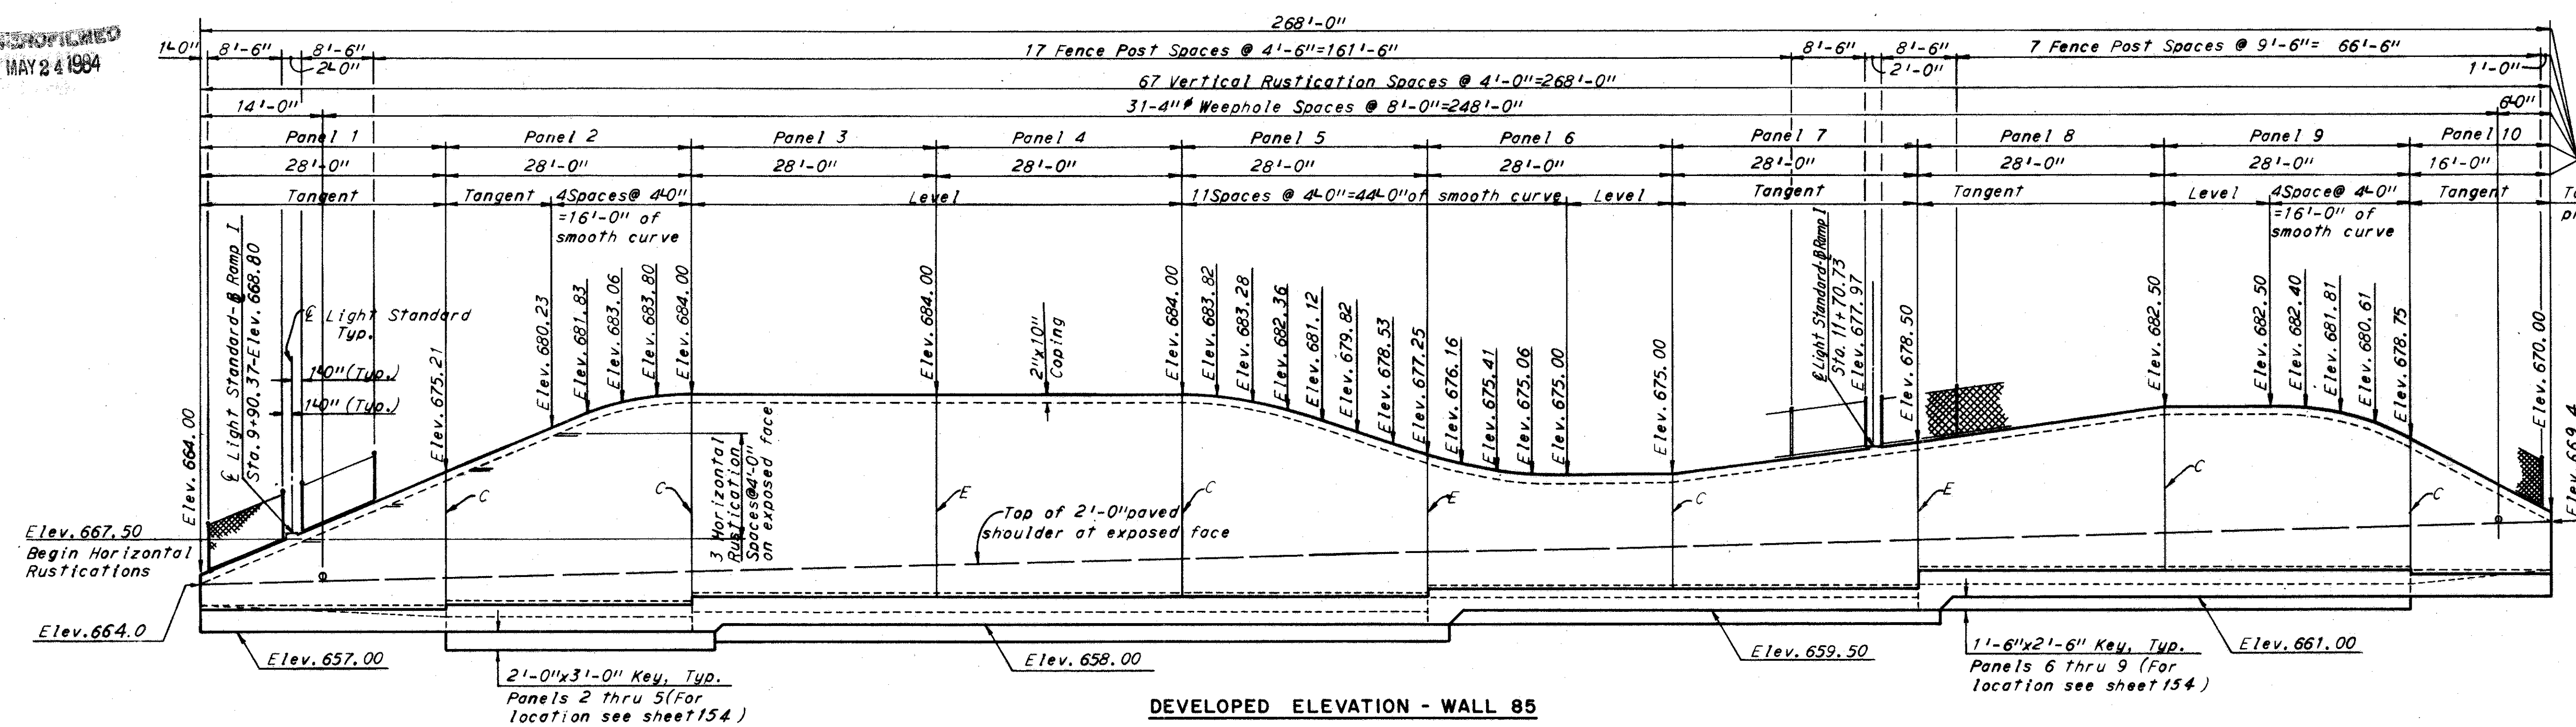 268'-0"
MAY 24 1984
1'-0" 8'-6" 8'-6" 17 Fence Post Spaces @ 4'-6"=161'-6" 8'-6" 8'-6" 7 Fence Post Spaces @ 9'-6"= 66'-6"
2'-0" 2'-0" 1'-0"
67 Vertical Rustication Spaces @ 4'-0"=268'-0"
14'-0" 31-4"ø Weephole Spaces @ 8'-0"=248'-0" 6'-0"
Panel 1 Panel 2 Panel 3 Panel 4 Panel 5 Panel 6 Panel 7 Panel 8 Panel 9 Panel 10
28'-0" 28'-0" 28'-0" 28'-0" 28'-0" 28'-0" 28'-0" 28'-0" 28'-0" 16'-0"
Tangent Tangent 4Spaces@ 4'-0" Level 11Spaces @ 4'-0"=44'-0"of smooth curve Level Tangent Tangent Level 4Space@ 4'-0" Tangent
=16'-0" of
smooth curve
=16'-0" of
smooth curve
Elev. 664.00
℄ Light Standard-℄ Ramp I
Sta. 9+90.37-Elev. 668.80
℄ Light Standard
Typ.
1'-0" (Typ.)
1'-0" (Typ.)
Elev. 675.21
Elev. 680.23
Elev. 681.83
Elev. 683.06
Elev. 683.80
Elev. 684.00
Elev. 684.00
2"x10"
Coping
Elev. 684.00
Elev. 683.82
Elev. 683.28
Elev. 682.36
Elev. 681.12
Elev. 679.82
Elev. 678.53
Elev. 677.25
Elev. 676.16
Elev. 675.41
Elev. 675.06
Elev. 675.00
Elev. 675.00
℄ Light Standard-℄ Ramp I
Sta. 11+70.73
Elev. 677.97
Elev. 678.50
Elev. 682.50
Elev. 682.50
Elev. 682.40
Elev. 681.81
Elev. 680.61
Elev. 678.75
Elev. 670.00
Elev. 669.4
3 Horizontal
Rustication
Spaces@4'-0"
on exposed face
C C E C E C E C C
Top of 2'-0"paved
shoulder at exposed face
Elev. 667.50
Begin Horizontal
Rustications
Elev. 664.0
Elev. 657.00
2'-0"x3'-0" Key, Typ.
Panels 2 thru 5(For
location see sheet 154)
Elev. 658.00
Elev. 659.50
1'-6"x2'-6" Key, Typ.
Panels 6 thru 9 (For
location see sheet 154)
Elev. 661.00
DEVELOPED ELEVATION - WALL 85